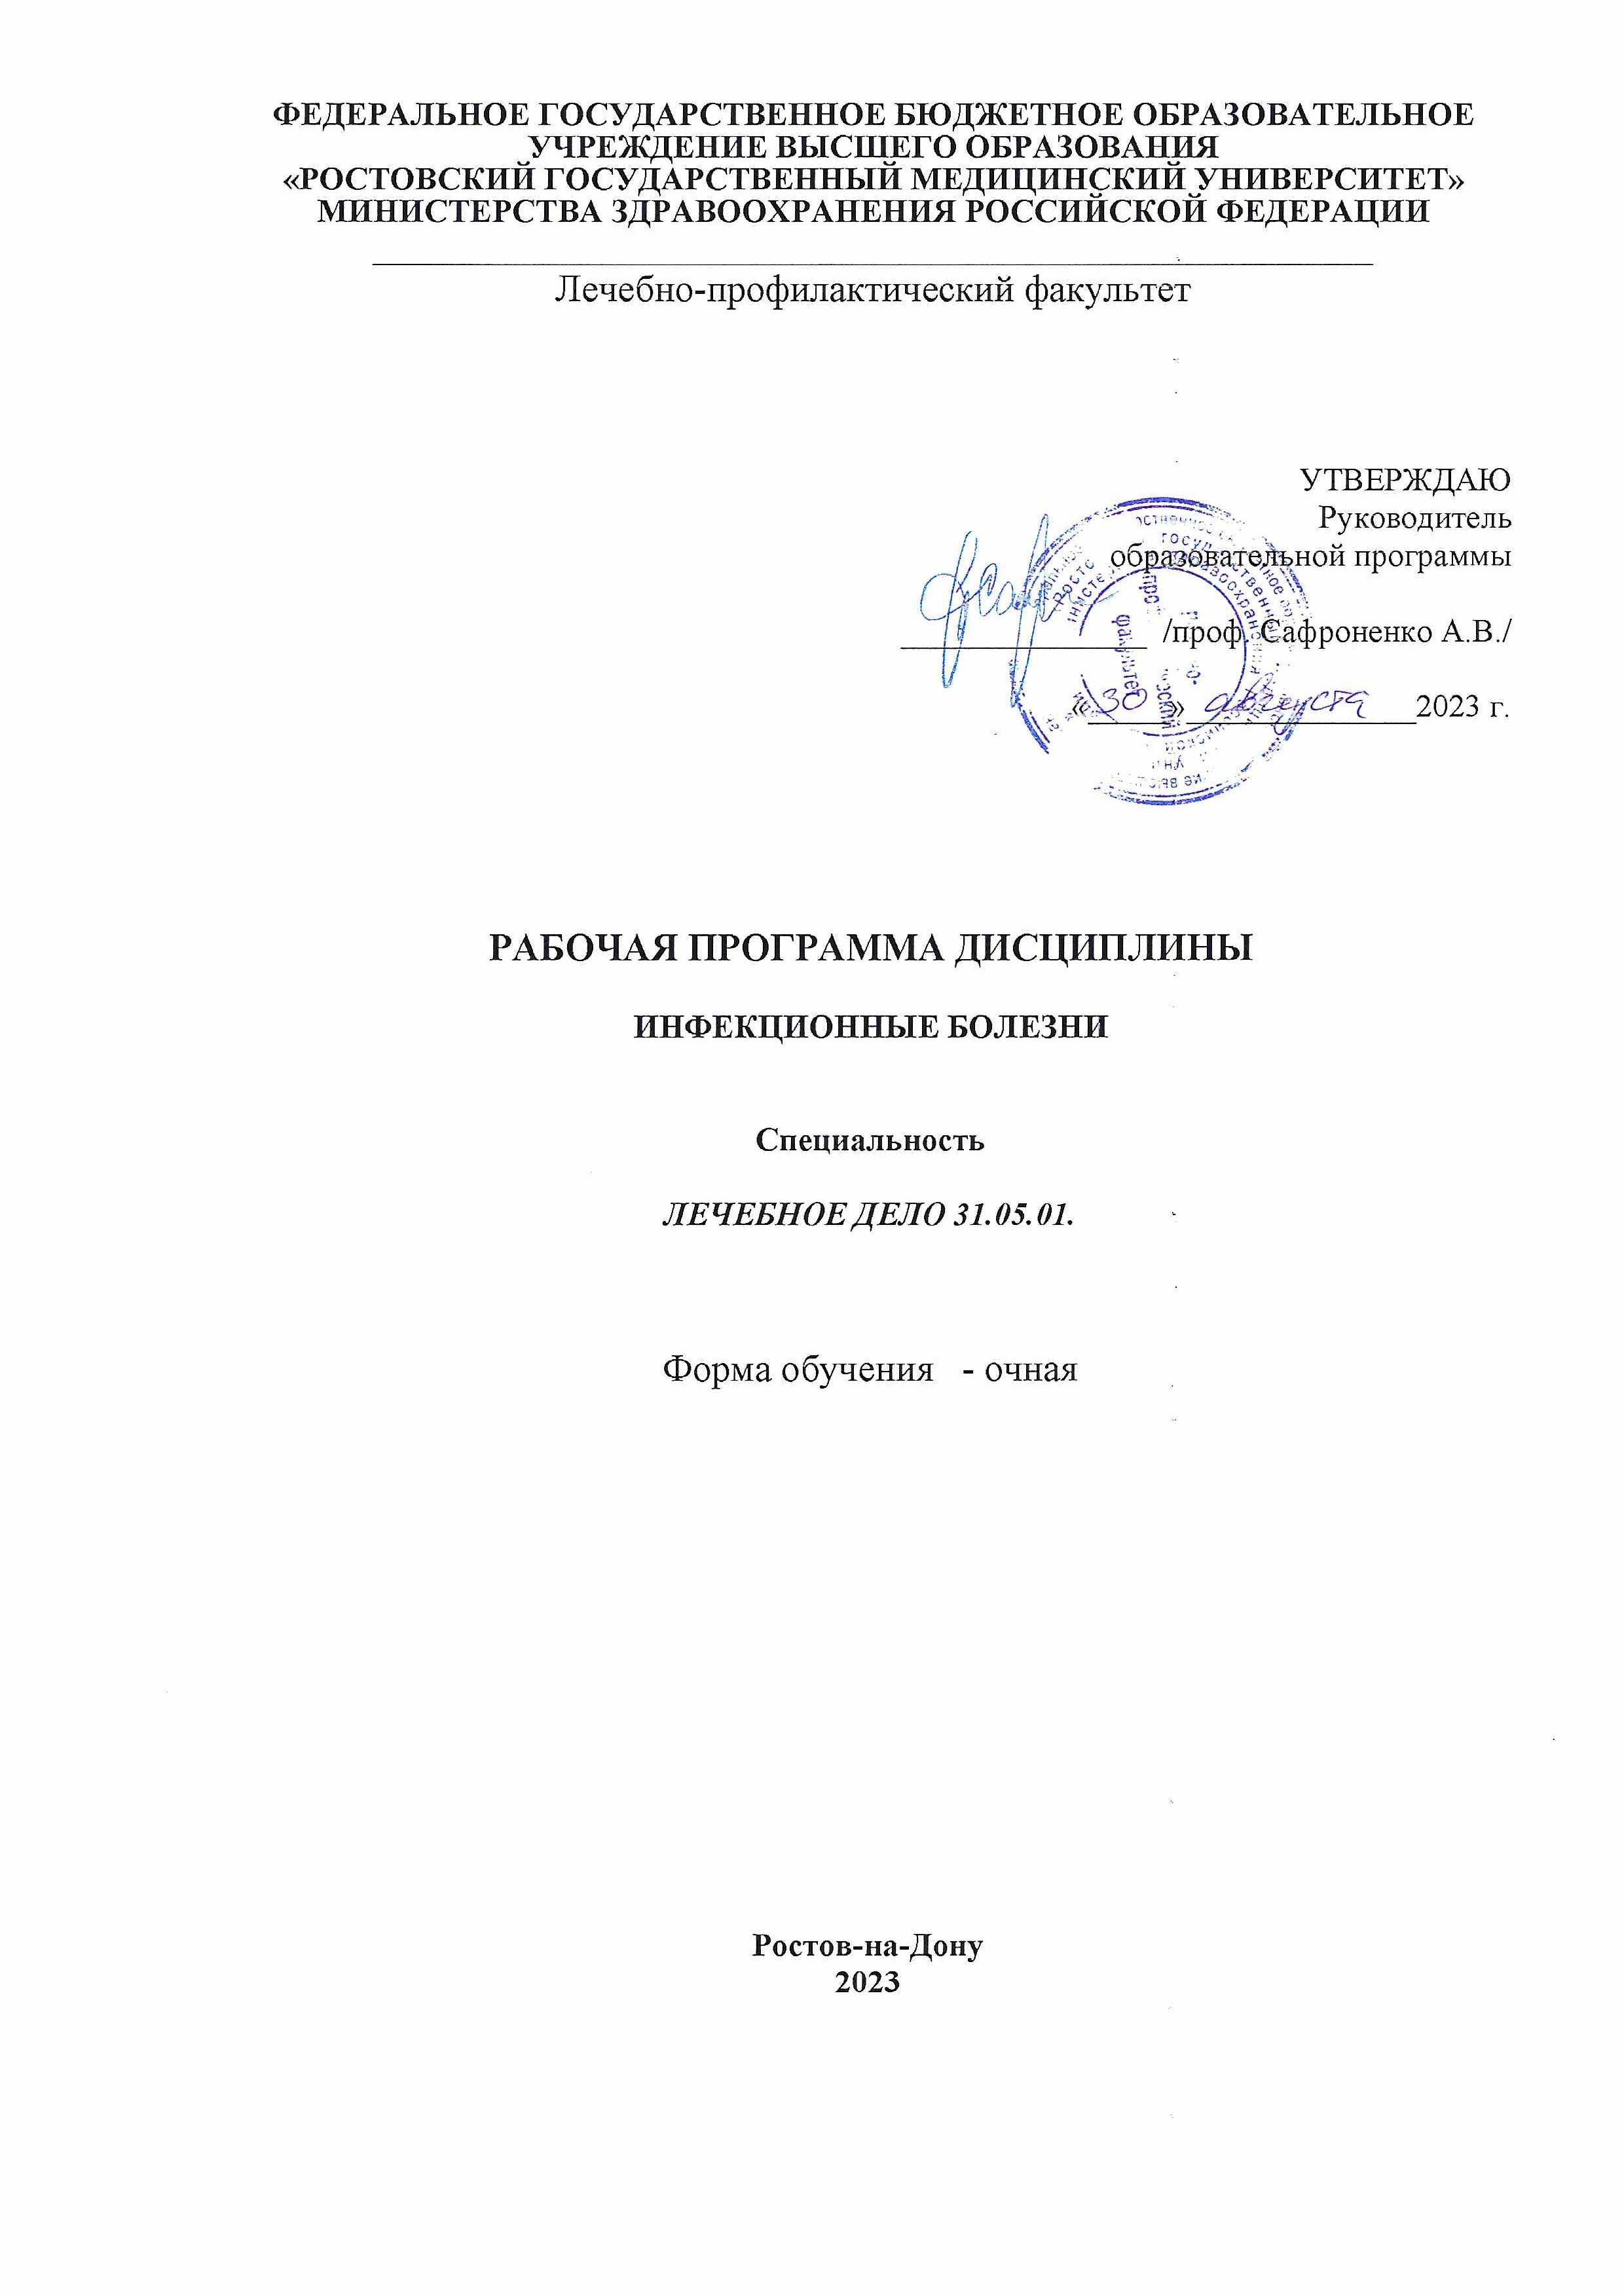 ФЕДЕРАЛЬНОЕ ГОСУДАРСТВЕННОЕ БЮДЖЕТНОЕ ОБРАЗОВАТЕЛЬНОЕ
УЧРЕЖДЕНИЕ ВЫСШЕГО ОБРАЗОВАНИЯ
«РОСТОВСКИЙ ГОСУДАРСТВЕННЫЙ МЕДИЦИНСКИЙ УНИВЕРСИТЕТ»
МИНИСТЕРСТВА ЗДРАВООХРАНЕНИЯ РОССИЙСКОЙ ФЕДЕРАЦИИ
Лечебно-профилактический факультет
УТВЕРЖДАЮ
Руководитель
образовательной программы
/проф. Сафроненко А.В./
«30» августа 2023 г.
РАБОЧАЯ ПРОГРАММА ДИСЦИПЛИНЫ
ИНФЕКЦИОННЫЕ БОЛЕЗНИ
Специальность
ЛЕЧЕБНОЕ ДЕЛО 31.05.01.
Форма обучения - очная
Ростов-на-Дону
2023